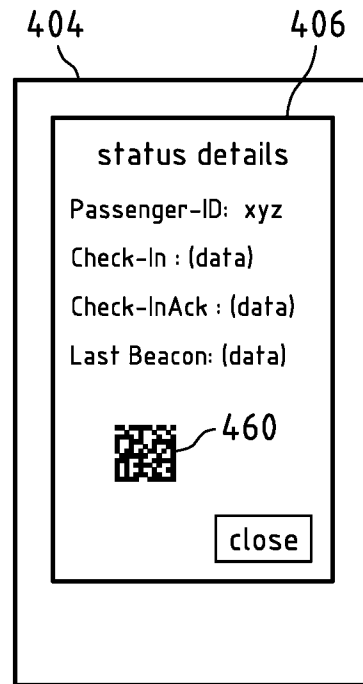 404 406
status details
Passenger-ID: xyz
Check-In : (data)
Check-InAck : (data)
Last Beacon: (data)
460
close